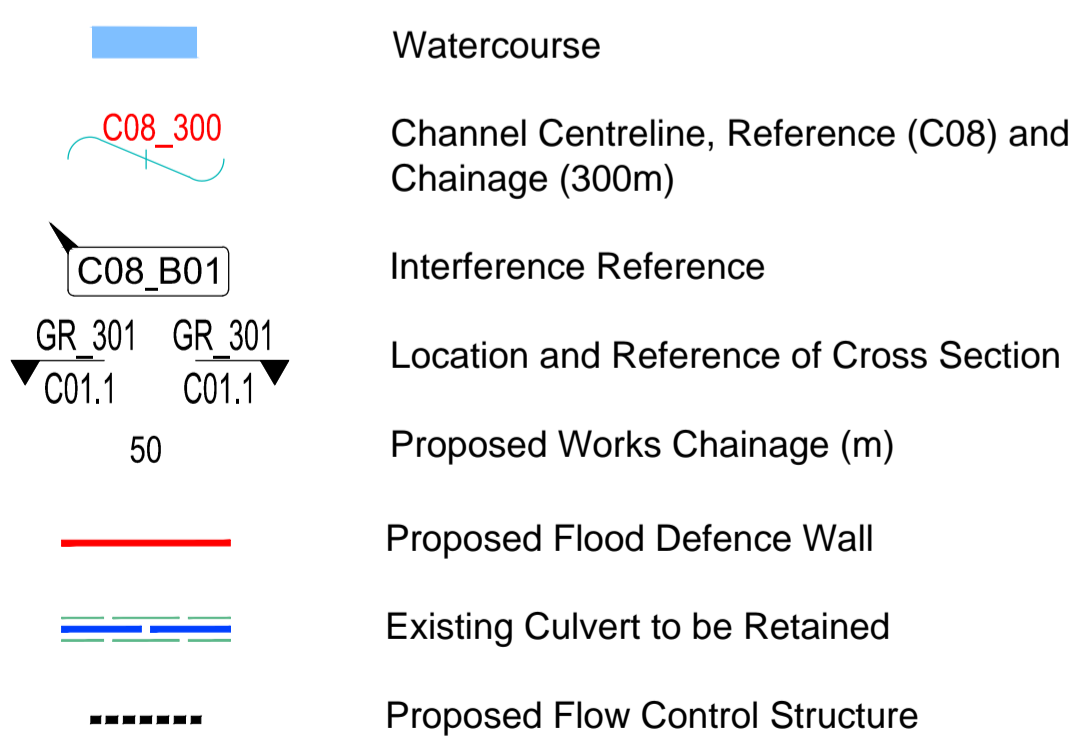 Watercourse
C08_300
Channel Centreline, Reference (C08) and
Chainage (300m)
C08_B01
Interference Reference
GR_301 GR_301
C01.1 C01.1
Location and Reference of Cross Section
50
Proposed Works Chainage (m)
Proposed Flood Defence Wall
Existing Culvert to be Retained
Proposed Flow Control Structure